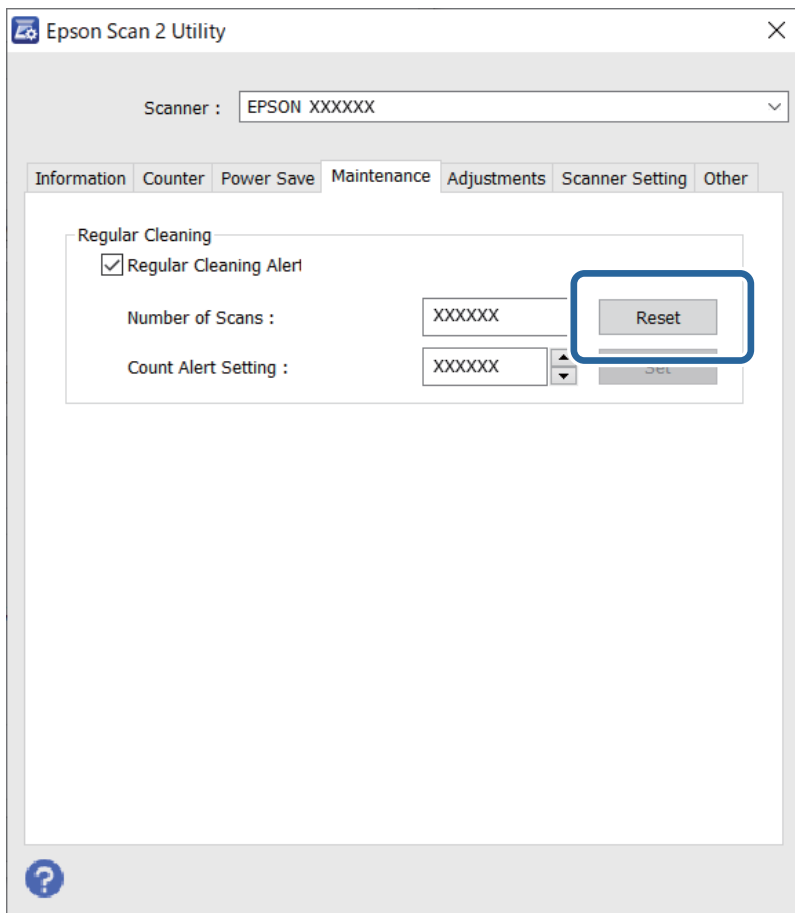 Epson Scan 2 Utility
Scanner : EPSON XXXXXX
Information Counter Power Save Maintenance Adjustments Scanner Setting Other
Regular Cleaning
Regular Cleaning Alert
Number of Scans : XXXXXX Reset
Count Alert Setting : XXXXXX Set
?